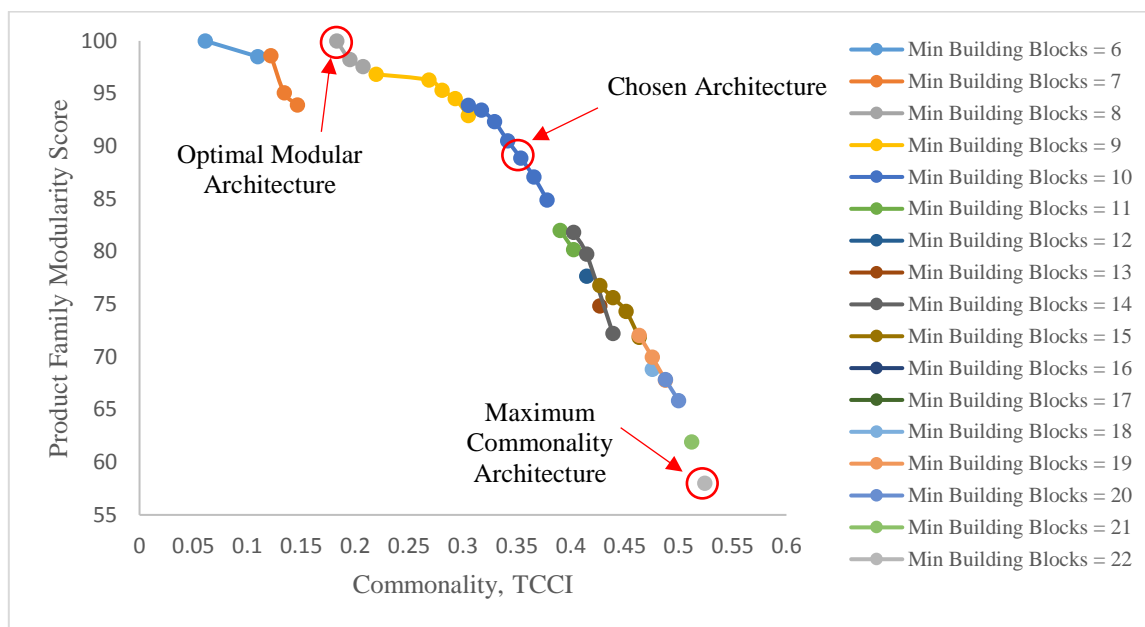 100
95
90
85
80
75
70
65
60
55
Product Family Modularity Score
0
0.05
0.1
0.15
0.2
0.25
0.3
0.35
0.4
0.45
0.5
0.55
0.6
Commonality, TCCI
Optimal Modular
Architecture
Chosen Architecture
Maximum
Commonality
Architecture
Min Building Blocks = 6
Min Building Blocks = 7
Min Building Blocks = 8
Min Building Blocks = 9
Min Building Blocks = 10
Min Building Blocks = 11
Min Building Blocks = 12
Min Building Blocks = 13
Min Building Blocks = 14
Min Building Blocks = 15
Min Building Blocks = 16
Min Building Blocks = 17
Min Building Blocks = 18
Min Building Blocks = 19
Min Building Blocks = 20
Min Building Blocks = 21
Min Building Blocks = 22